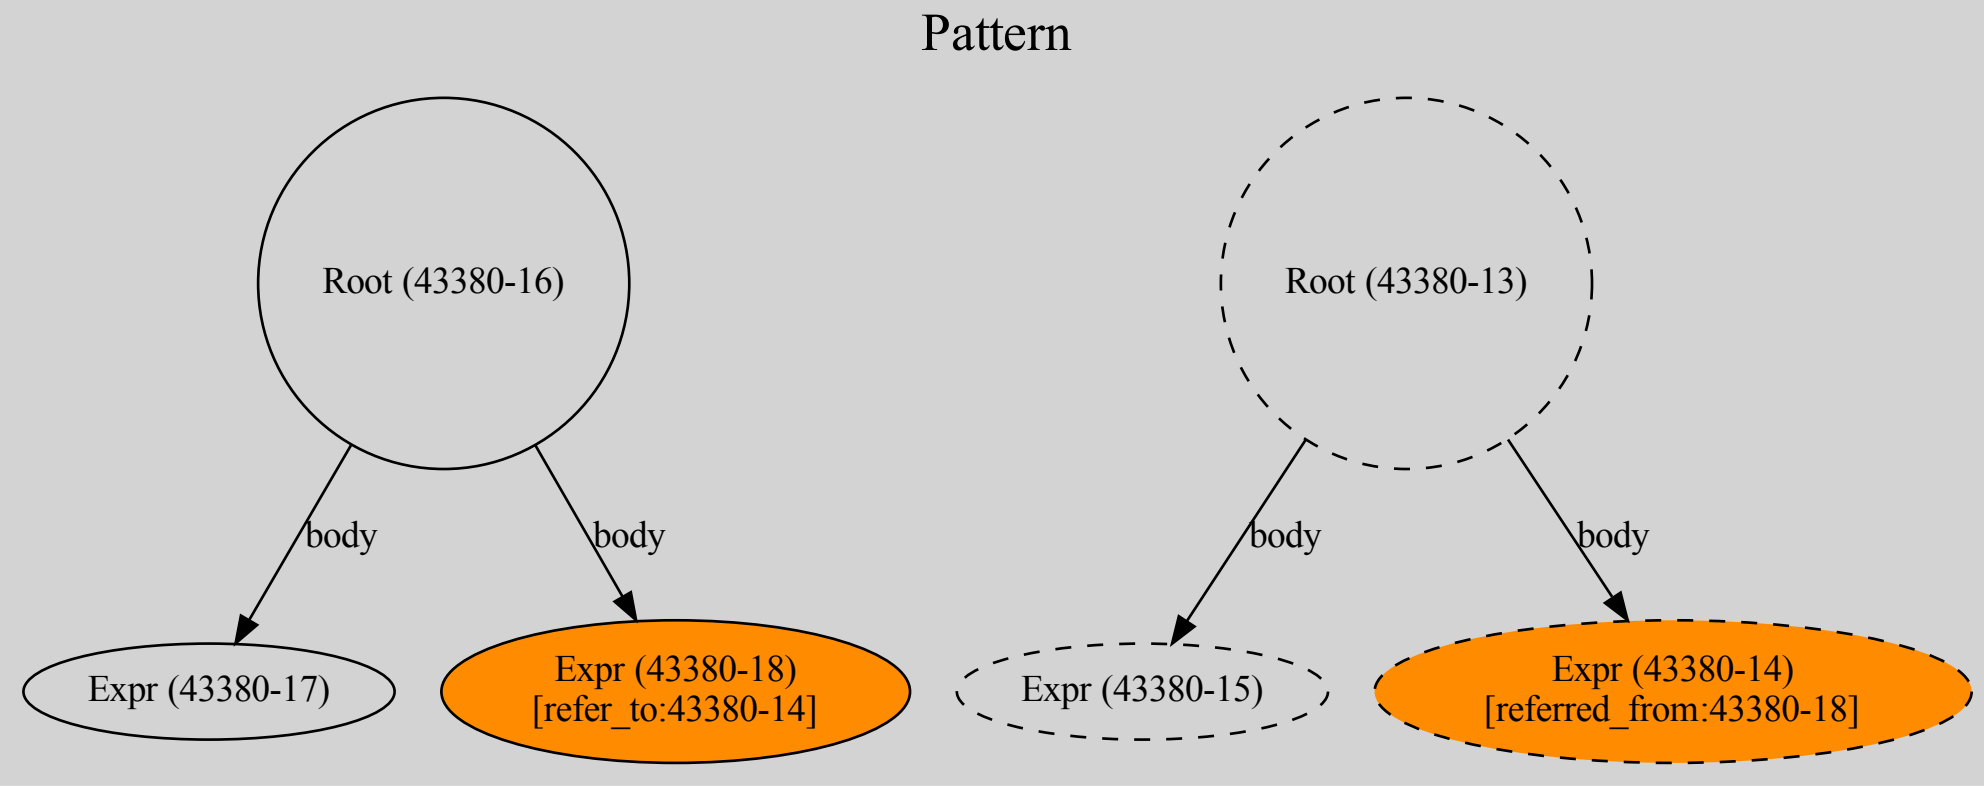 Pattern
Root (43380-16)
Root (43380-13)
body
body
body
body
Expr (43380-17)
Expr (43380-18)
[refer_to:43380-14]
Expr (43380-15)
Expr (43380-14)
[referred_from:43380-18]